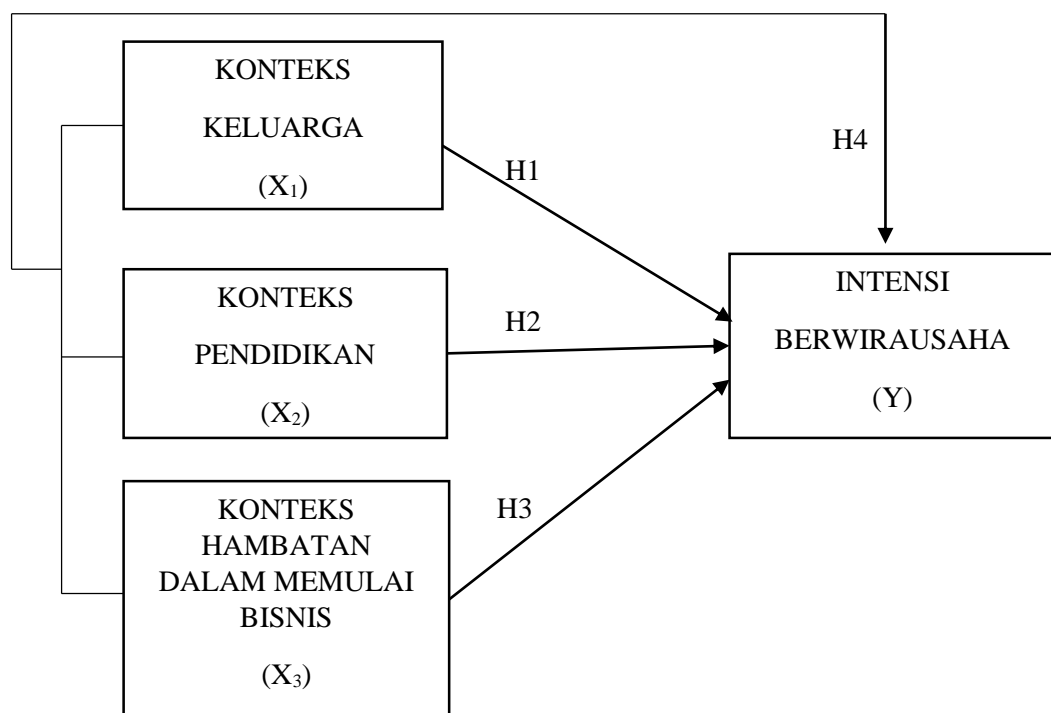 KONTEKS
KELUARGA
(X₁)
H1
H4
KONTEKS
PENDIDIKAN
(X₂)
H2
INTENSI
BERWIRAUSAHA
(Y)
KONTEKS
HAMBATAN
DALAM MEMULAI
BISNIS
(X₃)
H3